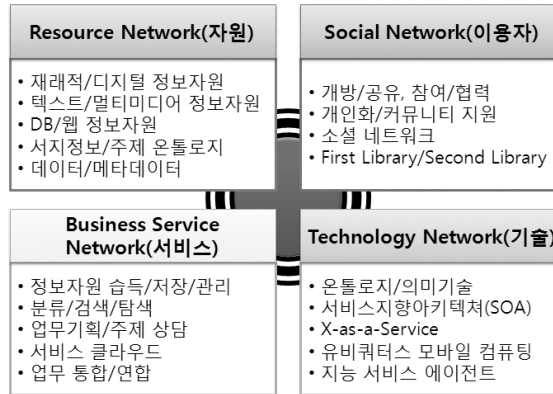 Resource Network(자원)
• 재래적/디지털 정보자원
• 텍스트/멀티미디어 정보자원
• DB/웹 정보자원
• 서지정보/주제 온톨로지
• 데이터/메타데이터
Social Network(이용자)
• 개방/공유, 참여/협력
• 개인화/커뮤니티 지원
• 소셜 네트워크
• First Library/Second Library
Business Service
Network(서비스)
• 정보자원 습득/저장/관리
• 분류/검색/탐색
• 업무기획/주제 상담
• 서비스 클라우드
• 업무 통합/연합
Technology Network(기술)
• 온톨로지/의미기술
• 서비스지향아키텍쳐(SOA)
• X-as-a-Service
• 유비쿼터스 모바일 컴퓨팅
• 지능 서비스 에이전트